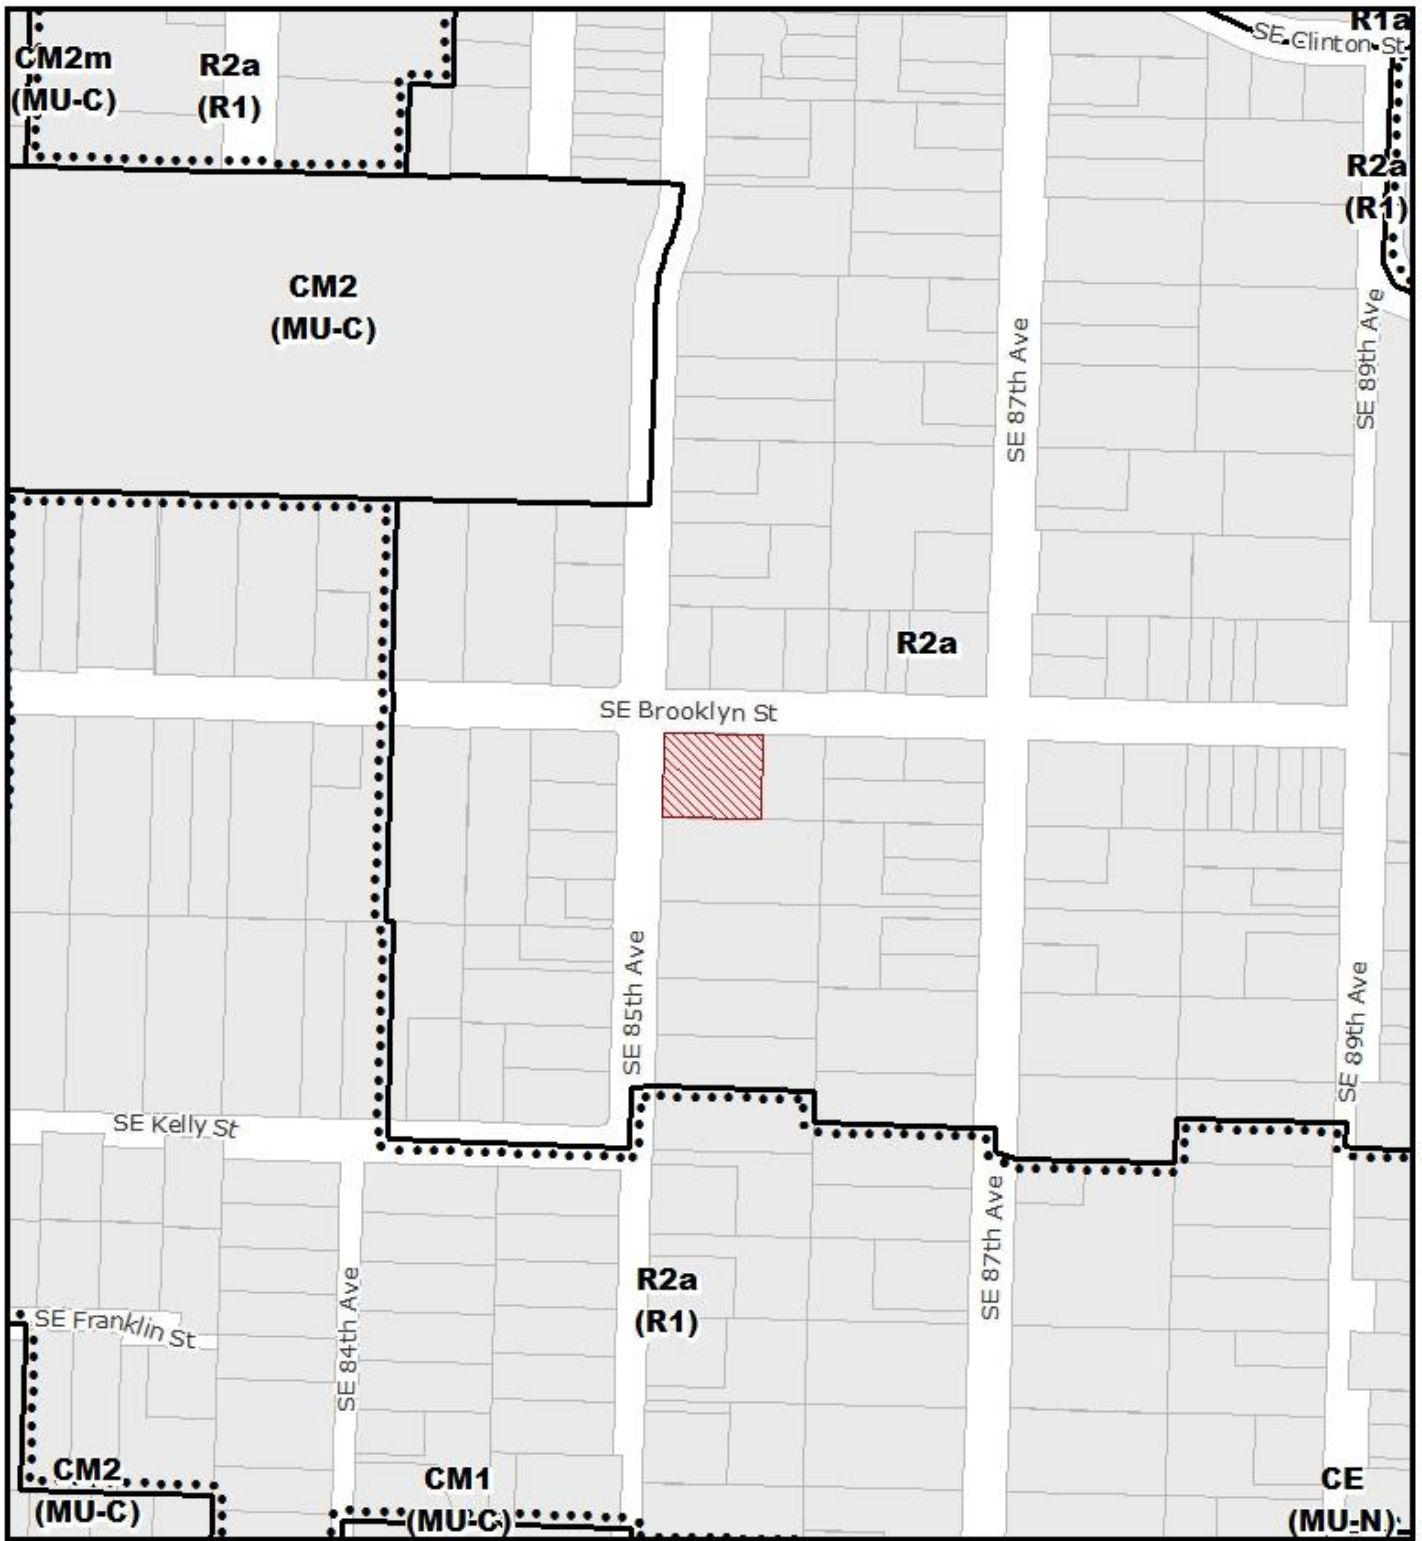 R1a
SE Clinton St
CM2m
(MU-C)
R2a
(R1)
R2a
(R1)
CM2
(MU-C)
SE 87th Ave
SE 89th Ave
R2a
SE Brooklyn St
SE 85th Ave
SE 89th Ave
SE Kelly St
SE 87th Ave
R2a
(R1)
SE Franklin St
SE 84th Ave
CM2
(MU-C)
CM1
(MU-C)
CE
(MU-N)